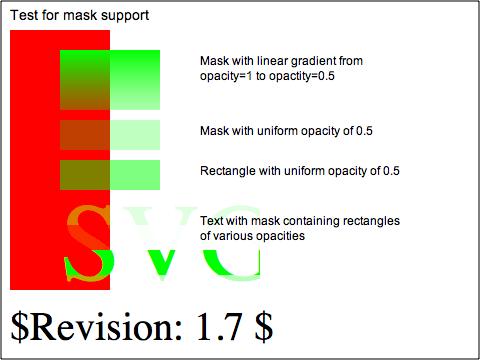 Test for mask support
Mask with linear gradient from
opacity=1 to opactity=0.5
Mask with uniform opacity of 0.5
Rectangle with uniform opacity of 0.5
SVG
Text with mask containing rectangles
of various opacities
$Revision: 1.7 $